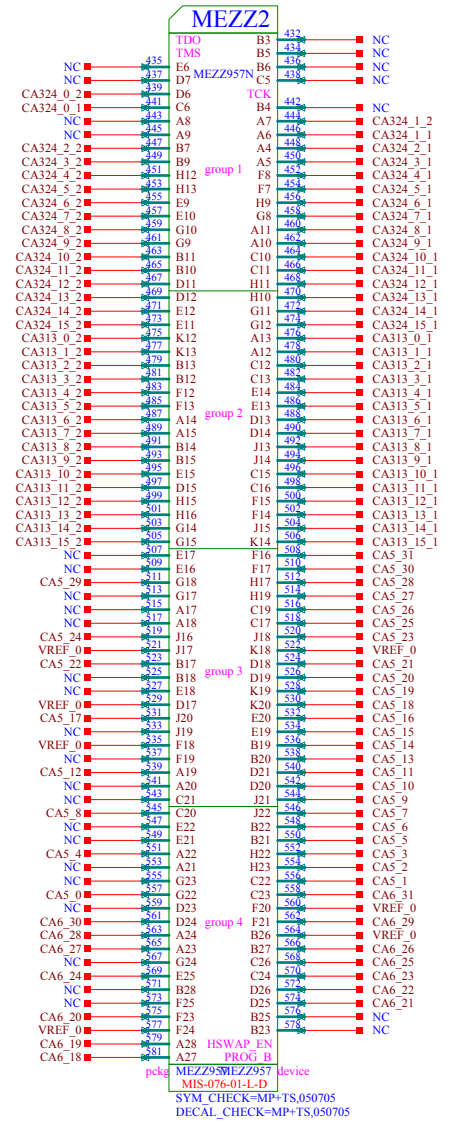 MEZZ2
TDO B3 432 NC
TMS B5 434 NC
NC 435 E6 MEZZ957N B6 436 NC
NC 437 D7 C5 438 NC
CA324_0_2 439 D6 TCK
CA324_0_1 441 C6 B4 442 NC
NC 443 A8 A7 444 CA324_1_2
NC 445 A9 A6 446 CA324_1_1
CA324_2_2 447 B7 A4 448 CA324_2_1
CA324_3_2 449 B9 A5 450 CA324_3_1
CA324_4_2 451 H12 group 1 F8 452 CA324_4_1
CA324_5_2 453 H13 F7 454 CA324_5_1
CA324_6_2 455 E9 H9 456 CA324_6_1
CA324_7_2 457 E10 G8 458 CA324_7_1
CA324_8_2 459 G10 A11 460 CA324_8_1
CA324_9_2 461 G9 A10 462 CA324_9_1
CA324_10_2 463 B11 C10 464 CA324_10_1
CA324_11_2 465 B10 C11 466 CA324_11_1
CA324_12_2 467 D11 H11 468 CA324_12_1
CA324_13_2 469 D12 H10 470 CA324_13_1
CA324_14_2 471 E12 G11 472 CA324_14_1
CA324_15_2 473 E11 G12 474 CA324_15_1
CA313_0_2 475 K12 A13 476 CA313_0_1
CA313_1_2 477 K13 A12 478 CA313_1_1
CA313_2_2 479 B13 C12 480 CA313_2_1
CA313_3_2 481 B12 C13 482 CA313_3_1
CA313_4_2 483 F12 E14 484 CA313_4_1
CA313_5_2 485 F13 E13 486 CA313_5_1
CA313_6_2 487 A14 group 2 D13 488 CA313_6_1
CA313_7_2 489 A15 D14 490 CA313_7_1
CA313_8_2 491 B14 J13 492 CA313_8_1
CA313_9_2 493 B15 J14 494 CA313_9_1
CA313_10_2 495 E15 C15 496 CA313_10_1
CA313_11_2 497 D15 C16 498 CA313_11_1
CA313_12_2 499 H15 F15 500 CA313_12_1
CA313_13_2 501 H16 F14 502 CA313_13_1
CA313_14_2 503 G14 J15 504 CA313_14_1
CA313_15_2 505 G15 K14 506 CA313_15_1
NC 507 E17 F16 508 CA5_31
NC 509 E16 F17 510 CA5_30
CA5_29 511 G18 H17 512 CA5_28
NC 513 G17 H19 514 CA5_27
NC 515 A17 C19 516 CA5_26
NC 517 A18 C17 518 CA5_25
CA5_24 519 J16 J18 520 CA5_23
VREF_0 521 J17 K18 522 VREF_0
CA5_22 523 B17 D18 524 CA5_21
NC 525 B18 group 3 D19 526 CA5_20
NC 527 E18 K19 528 CA5_19
VREF_0 529 D17 K20 530 CA5_18
CA5_17 531 J20 E20 532 CA5_16
NC 533 J19 E19 534 CA5_15
VREF_0 535 F18 B19 536 CA5_14
NC 537 F19 B20 538 CA5_13
CA5_12 539 A19 D21 540 CA5_11
NC 541 A20 D20 542 CA5_10
NC 543 C21 J21 544 CA5_9
CA5_8 545 C20 J22 546 CA5_7
NC 547 E22 B22 548 CA5_6
NC 549 E21 B21 550 CA5_5
CA5_4 551 A22 H22 552 CA5_3
NC 553 A21 H23 554 CA5_2
NC 555 G23 C22 556 CA5_1
CA5_0 557 G22 C23 558 CA6_31
NC 559 D23 F20 560 VREF_0
CA6_30 561 D24 group 4 F21 562 CA6_29
CA6_28 563 A24 B26 564 VREF_0
CA6_27 565 A23 B27 566 CA6_26
NC 567 G24 C26 568 CA6_25
CA6_24 569 E25 C24 570 CA6_23
NC 571 B28 D26 572 CA6_22
NC 573 F25 D25 574 CA6_21
CA6_20 575 F23 B25 576 NC
VREF_0 577 F24 B23 578 NC
CA6_19 579 A28 HSWAP_EN
CA6_18 581 A27 PROG_B
pckg MEZZ957 MEZZ957 device
MIS-076-01-L-D
SYM_CHECK=MP+TS,050705
DECAL_CHECK=MP+TS,050705